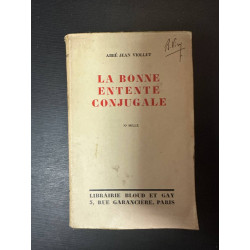 ABBÉ JEAN VIOLLET
LA BONNE
ENTENTE
CONJUGALE
LIBRAIRIE BLOUD ET GAY
3, RUE GARANCIÈRE, PARIS